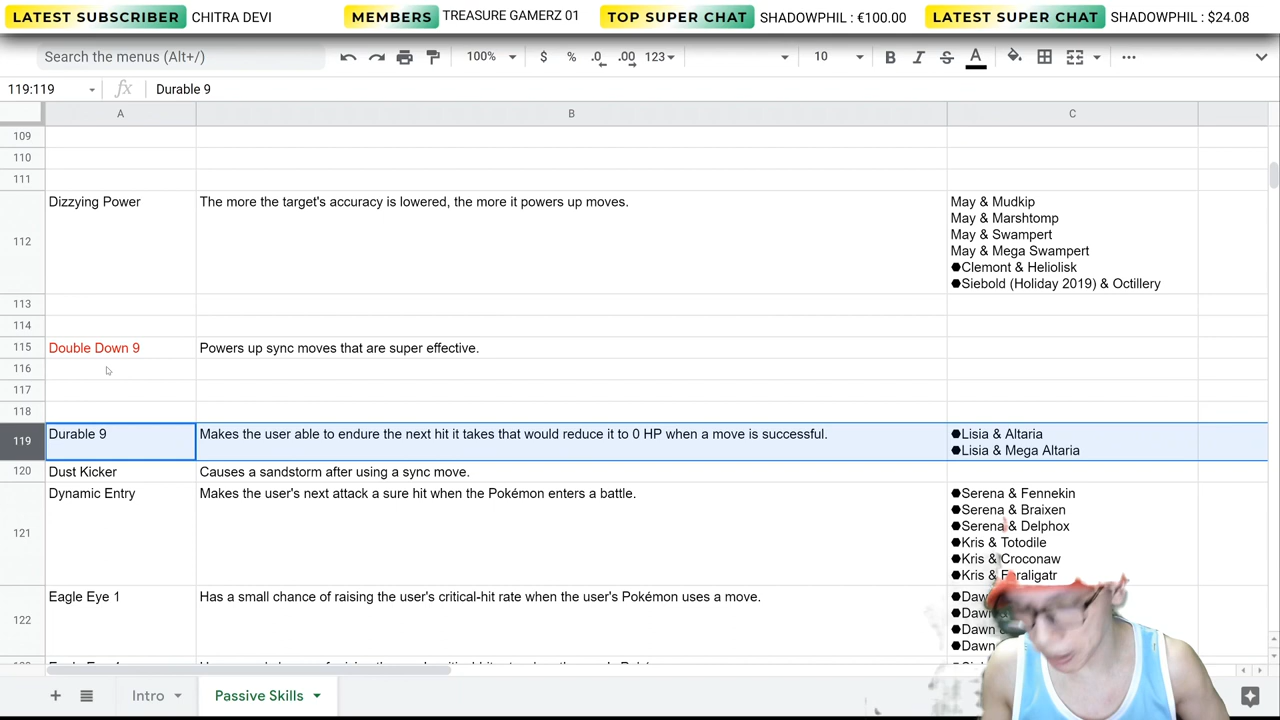 LATEST SUBSCRIBER CHITRA DEVI MEMBERS TREASURE GAMERZ 01 TOP SUPER CHAT SHADOWPHIL : €100.00 LATEST SUPER CHAT SHADOWPHIL : $24.08
Search the menus (Alt+/) 100% $ % .0 .00 123 10 B I S A
119:119 fx Durable 9
A B C
109
110
111
112 Dizzying Power The more the target's accuracy is lowered, the more it powers up moves. May & Mudkip
May & Marshtomp
May & Swampert
May & Mega Swampert
●Clemont & Heliolisk
●Siebold (Holiday 2019) & Octillery
113
114
115 Double Down 9 Powers up sync moves that are super effective.
116
117
118
119 Durable 9 Makes the user able to endure the next hit it takes that would reduce it to 0 HP when a move is successful. ●Lisia & Altaria
●Lisia & Mega Altaria
120 Dust Kicker Causes a sandstorm after using a sync move.
121 Dynamic Entry Makes the user's next attack a sure hit when the Pokémon enters a battle. ●Serena & Fennekin
●Serena & Braixen
●Serena & Delphox
●Kris & Totodile
●Kris & Croconaw
●Kris & Feraligatr
122 Eagle Eye 1 Has a small chance of raising the user's critical-hit rate when the user's Pokémon uses a move.
●Dawn
Intro Passive Skills